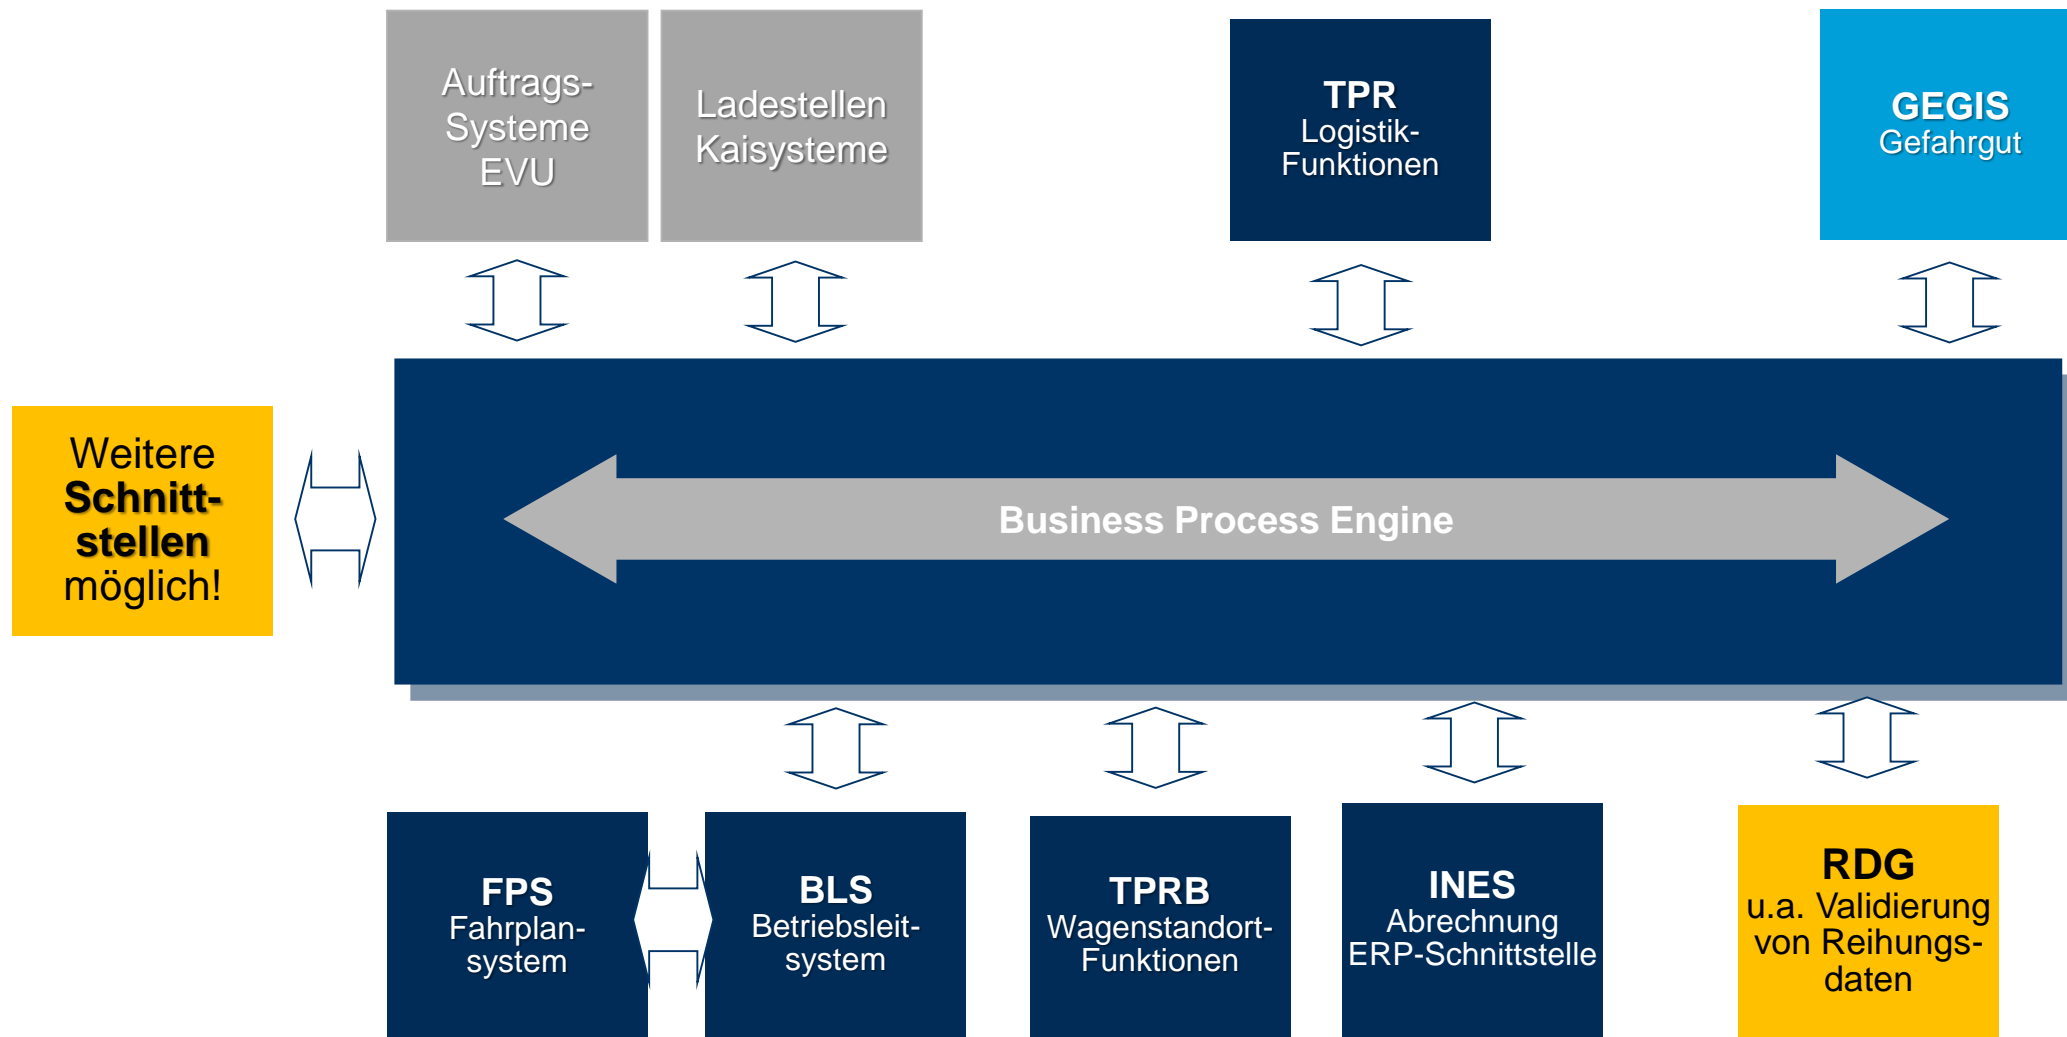 Auftrags-
Systeme
EVU
Ladestellen
Kaisysteme
TPR
Logistik-
Funktionen
GEGIS
Gefahrgut
Weitere
Schnitt-
stellen
möglich!
Business Process Engine
FPS
Fahrplan-
system
BLS
Betriebsleit-
system
TPRB
Wagenstandort-
Funktionen
INES
Abrechnung
ERP-Schnittstelle
RDG
u.a. Validierung
von Reihungs-
daten